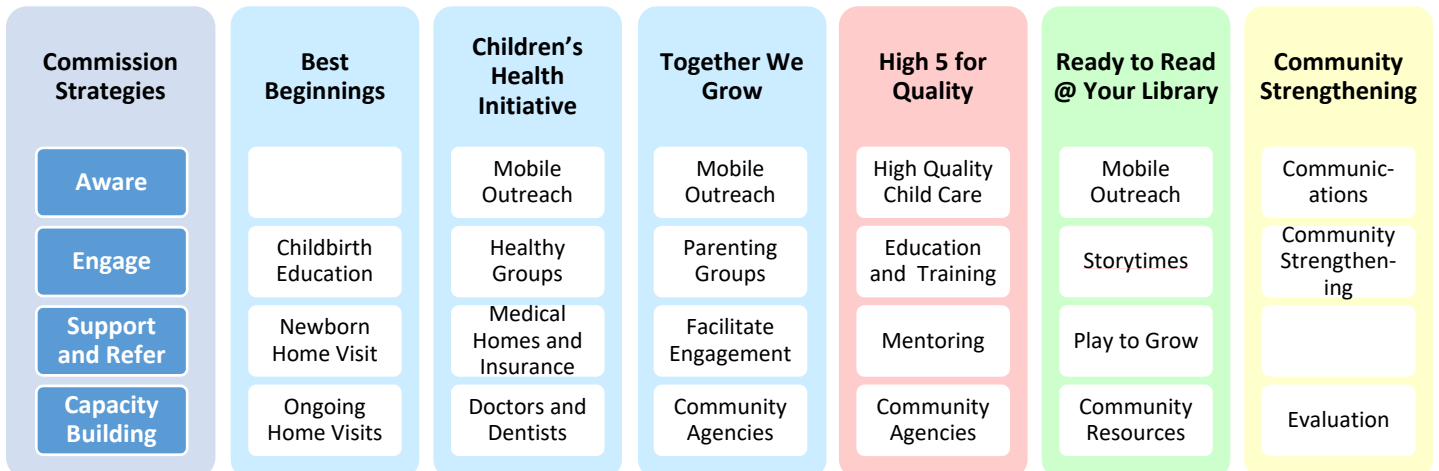 Commission
Strategies
Aware
Engage
Support
and Refer
Capacity
Building
Best
Beginnings
Childbirth
Education
Newborn
Home Visit
Ongoing
Home Visits
Children's
Health
Initiative
Mobile
Outreach
Healthy
Groups
Medical
Homes and
Insurance
Doctors and
Dentists
Together We
Grow
Mobile
Outreach
Parenting
Groups
Facilitate
Engagement
Community
Agencies
High 5 for
Quality
High Quality
Child Care
Education
and  Training
Mentoring
Community
Agencies
Ready to Read
@ Your Library
Mobile
Outreach
Storytimes
Play to Grow
Community
Resources
Community
Strengthening
Communic-
ations
Community
Strengthen-
ing
Evaluation